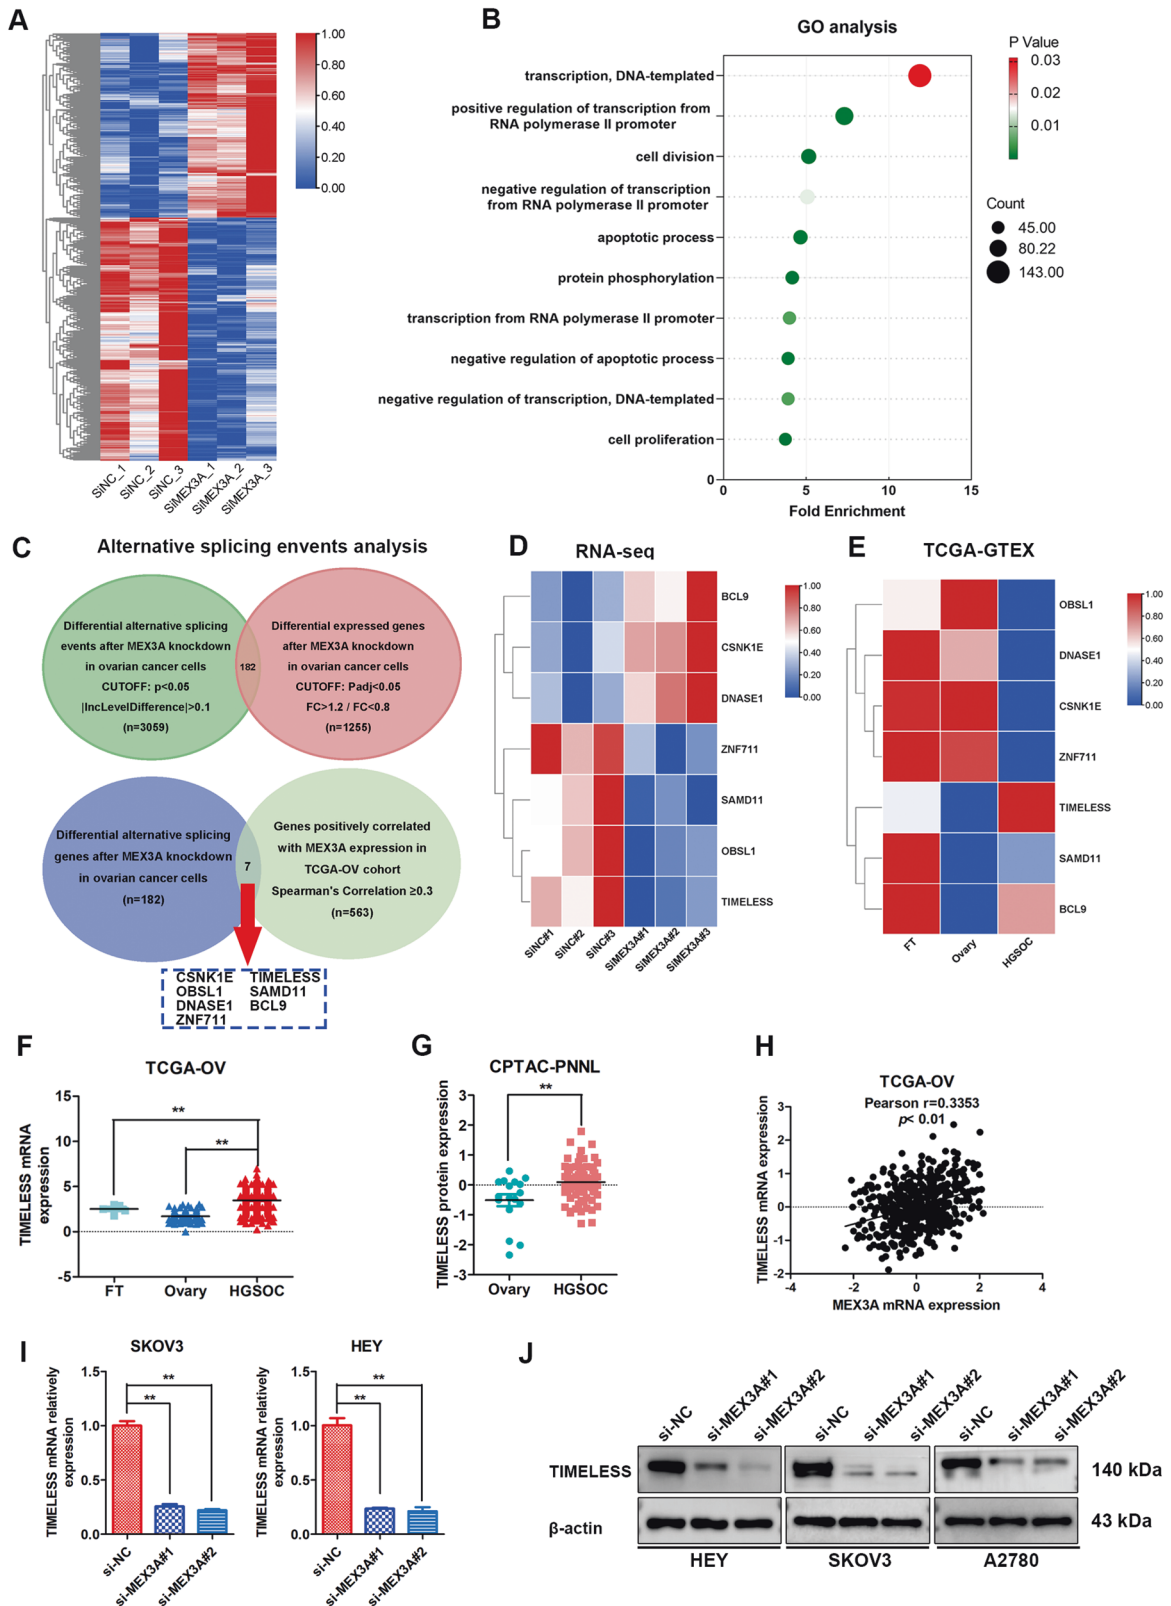 A
1.00
0.80
0.60
0.40
0.20
0.00
SiNC_1
SiNC_2
SiNC_3
SiMEX3A_1
SiMEX3A_2
SiMEX3A_3
B
GO analysis
transcription, DNA-templated
positive regulation of transcription from
RNA polymerase II promoter
cell division
negative regulation of transcription
from RNA polymerase II promoter
apoptotic process
protein phosphorylation
transcription from RNA polymerase II promoter
negative regulation of apoptotic process
negative regulation of transcription, DNA-templated
cell proliferation
0
0
5
10
15
Fold Enrichment
P Value
0.03
0.02
0.01
Count
45.00
80.22
143.00
C
Alternative splicing envents analysis
Differential alternative splicing
events after MEX3A knockdown
in ovarian cancer cells
CUTOFF: p<0.05
|IncLevelDifference|>0.1
(n=3059)
182
Differential expressed genes
after MEX3A knockdown
in ovarian cancer cells
CUTOFF: Padj<0.05
FC>1.2 / FC<0.8
(n=1255)
Differential alternative splicing
genes after MEX3A knockdown
in ovarian cancer cells
(n=182)
7
Genes positively correlated
with MEX3A expression in
TCGA-OV cohort
Spearman's Correlation ≥0.3
(n=563)
CSNK1E TIMELESS
OBSL1 SAMD11
DNASE1 BCL9
ZNF711
D
RNA-seq
BCL9
CSNK1E
DNASE1
ZNF711
SAMD11
OBSL1
TIMELESS
SiNC#1
SiNC#2
SiNC#3
SiMEX3A#1
SiMEX3A#2
SiMEX3A#3
1.00
0.80
0.60
0.40
0.20
0.00
E
TCGA-GTEX
OBSL1
DNASE1
CSNK1E
ZNF711
TIMELESS
SAMD11
BCL9
FT
Ovary
HGSOC
1.00
0.80
0.60
0.40
0.20
0.00
F
TCGA-OV
TIMELESS mRNA
expression
15
10
5
0
-5
**
**
FT
Ovary
HGSOC
G
CPTAC-PNNL
TIMELESS protein expression
3
2
1
0
-1
-2
-3
**
Ovary
HGSOC
H
TCGA-OV
Pearson r=0.3353
p< 0.01
TIMELESS mRNA expression
3
2
1
0
-1
-2
-4
-2
0
2
4
MEX3A mRNA expression
I
SKOV3
TIMELESS mRNA relatively
expression
1.5
1.0
0.5
0.0
**
**
si-NC
si-MEX3A#1
si-MEX3A#2
HEY
TIMELESS mRNA relatively
expression
1.5
1.0
0.5
0.0
**
**
si-NC
si-MEX3A#1
si-MEX3A#2
J
si-NC
si-MEX3A#1
si-MEX3A#2
si-NC
si-MEX3A#1
si-MEX3A#2
si-NC
si-MEX3A#1
si-MEX3A#2
TIMELESS
140 kDa
β-actin
43 kDa
HEY
SKOV3
A2780